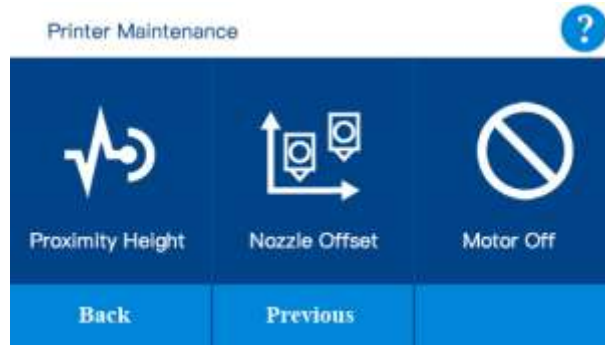 Printer Maintenance
?
Proximity Height
Nozzle Offset
Motor Off
Back
Previous